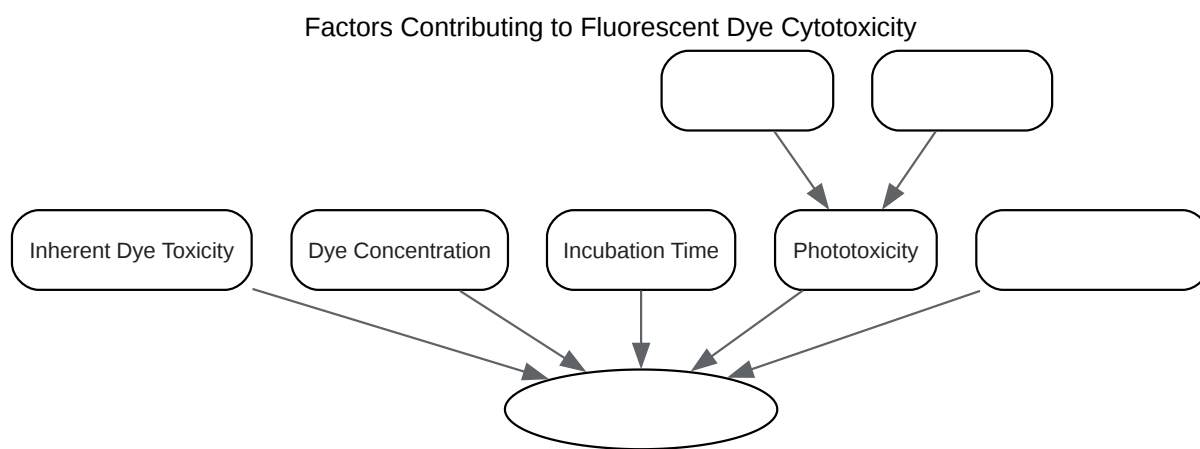 Factors Contributing to Fluorescent Dye Cytotoxicity
Inherent Dye Toxicity
Dye Concentration
Incubation Time
Phototoxicity